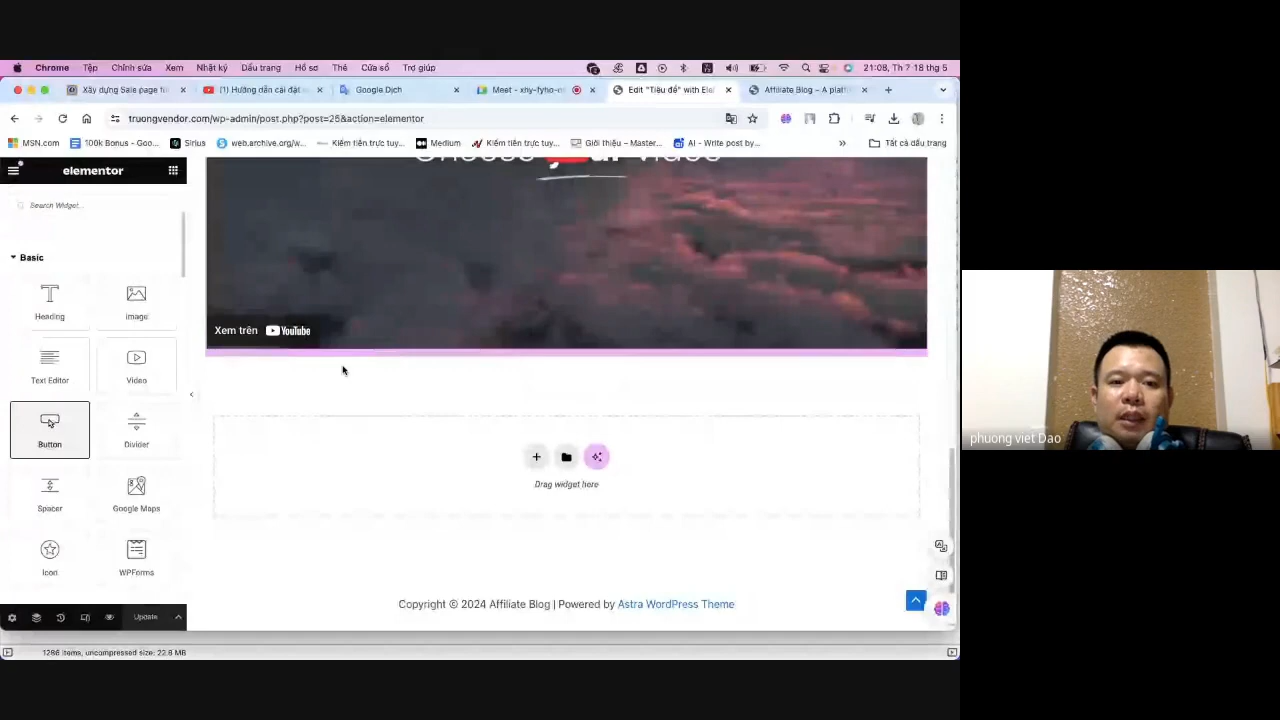 Chrome Tệp Chỉnh sửa Xem Nhật ký Dấu trang Hồ sơ Thẻ Cửa sổ Trợ giúp 21:08, Th 7 18 thg 5
Xây dựng Sale page (1) Hướng dẫn cài đặt Google Dịch Meet - xhy-fyho- Edit "Tiêu đề" with Ele Affiliate Blog – A platf
truongvendor.com/wp-admin/post.php?post=25&action=elementor
MSN.com 100k Bonus - Goo... Sirius web.archive.org/w... Kiếm tiền trực tuy... Medium Kiếm tiền trực tuy... Giới thiệu – Master... AI - Write post by... Tất cả dấu trang
elementor
Search Widget...
Choose your video
Basic
Heading Image
Xem trên YouTube
Text Editor Video
Button Divider
Drag widget here
Spacer Google Maps
Icon WPForms
Copyright © 2024 Affiliate Blog | Powered by Astra WordPress Theme
Update
1286 items, uncompressed size: 22.8 MB
phuong viet Dao